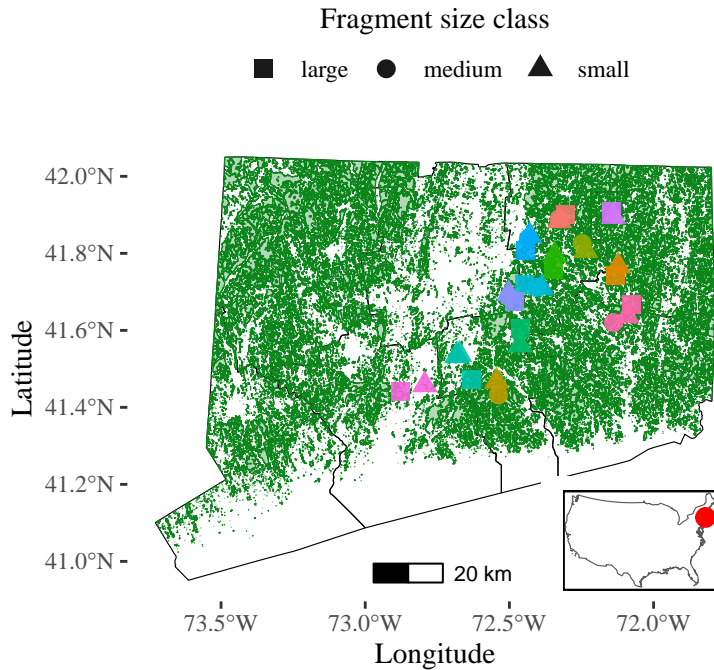 Fragment size class
large medium small
42.0°N
41.8°N
41.6°N
41.4°N
41.2°N
41.0°N
Latitude
20 km
73.5°W 73.0°W 72.5°W 72.0°W
Longitude